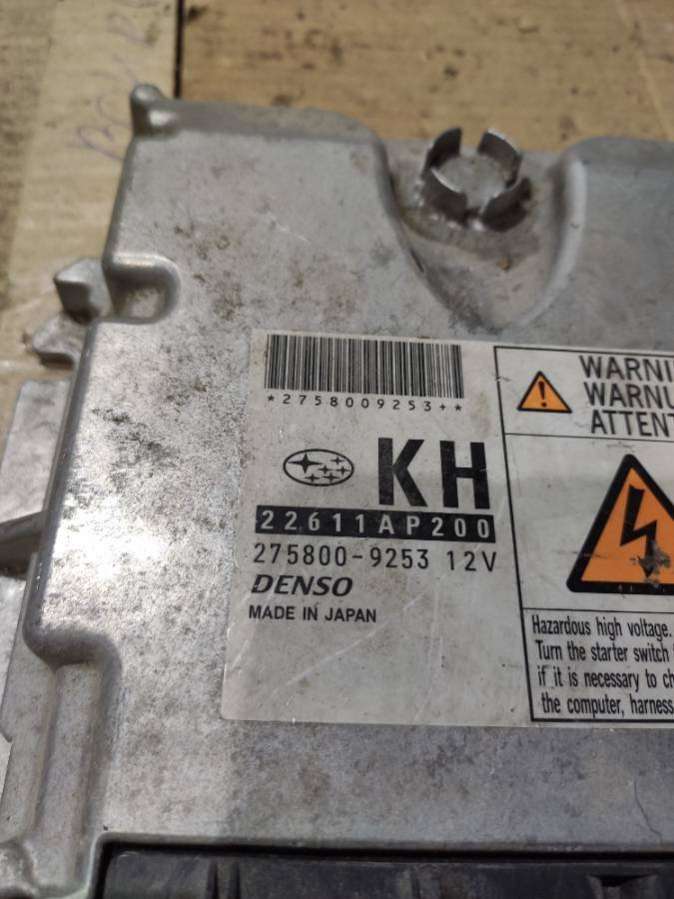 *2758009253+*
KH
22611AP200
275800-9253 12V
DENSO
MADE IN JAPAN
WARNI
WARNU
ATTENT
Hazardous high voltage.
Turn the starter switch
if it is necessary to ch
the computer, harness